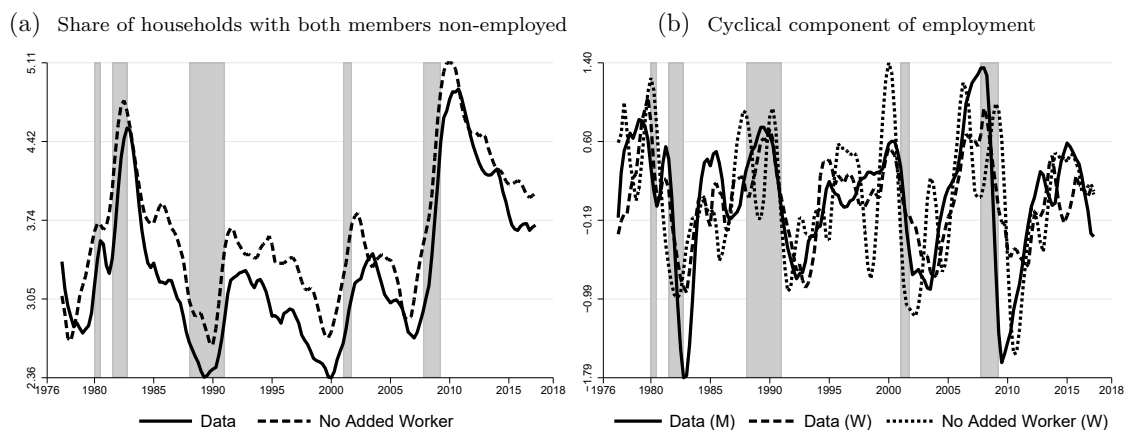 (a) Share of households with both members non-employed
5.11
4.42
3.74
3.05
2.36
1976 1980 1985 1990 1995 2000 2005 2010 2018
Data No Added Worker
(b) Cyclical component of employment
1.40
0.60
-0.19
-0.99
-1.79
1976 1980 1985 1990 1995 2000 2005 2010 2018
Data (M) Data (W) No Added Worker (W)